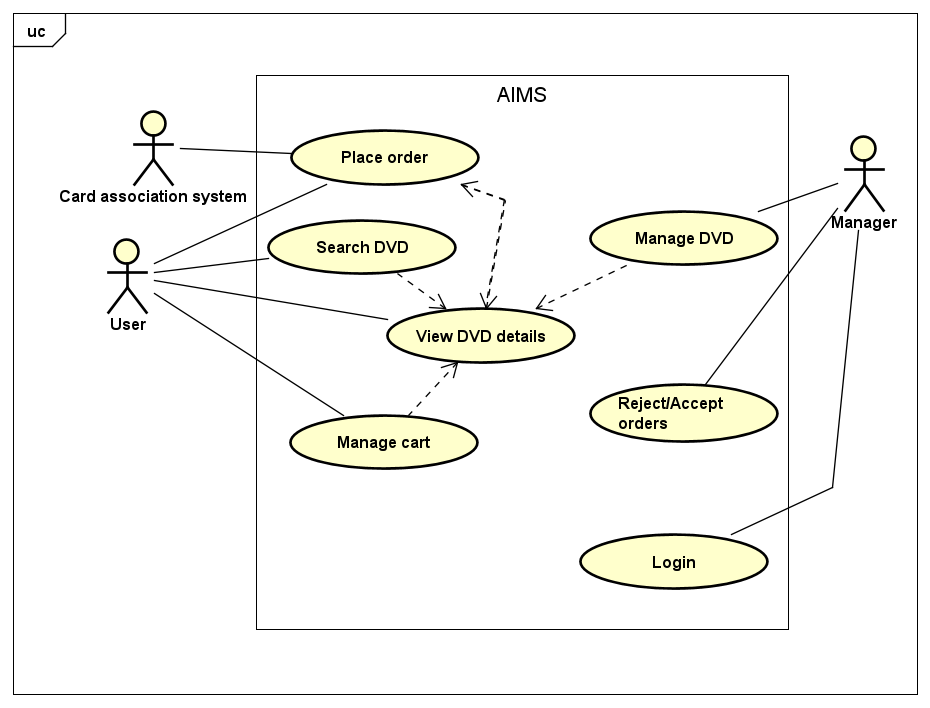 uc
AIMS
Place order
Card association system
Manager
Search DVD
Manage DVD
User
View DVD details
Reject/Accept
orders
Manage cart
Login